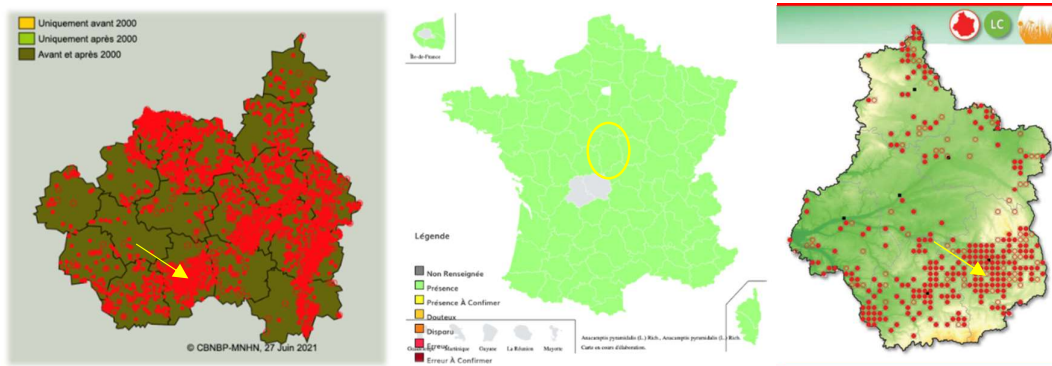 Uniquement avant 2000
Uniquement après 2000
Avant et après 2000
© CBNBP-MNHN, 27 Juin 2021
Île-de-France
Légende
Non Renseignée
Présence
Présence À Confimer
Douteux
Disparu
Erreur
Erreur À Confirmer
Martinique
Guyane
La Réunion
Mayotte
Anacamptis pyramidalis (L.) Rich., Anacamptis pyramidalis (L.) Rich.
Carte en cours d'élaboration.
LC